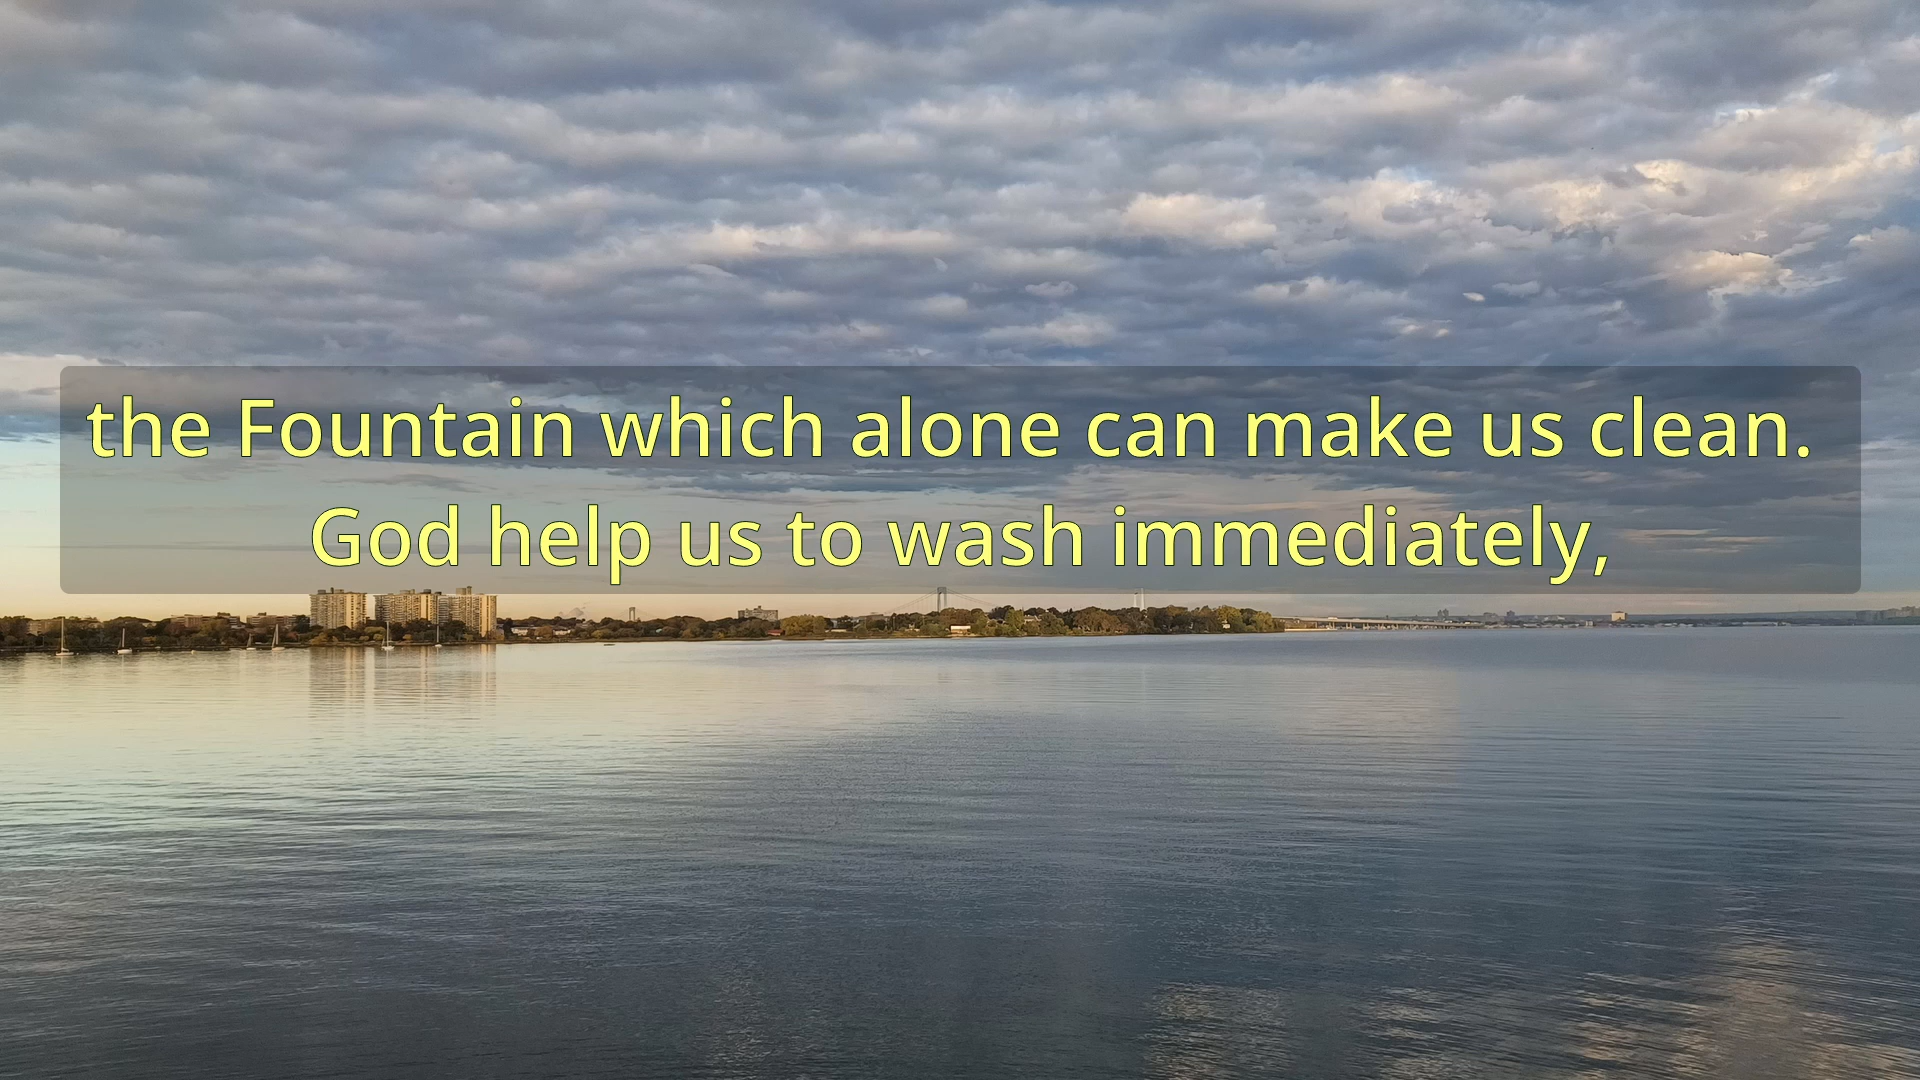 the Fountain which alone can make us clean.
God help us to wash immediately,